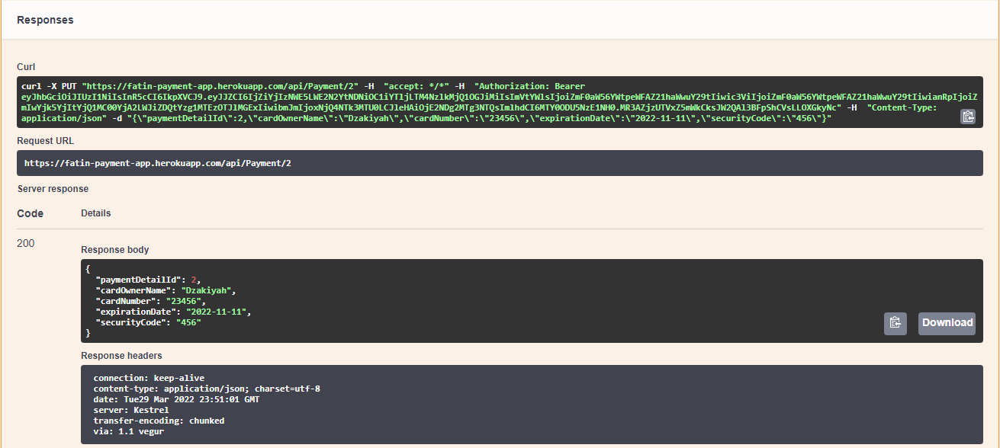 Responses
Curl
curl -X PUT "https://fatin-payment-app.herokuapp.com/api/Payment/2" -H  "accept: */*" -H  "Authorization: Bearer
eyJhbGciOiJIUzI1NiIsInR5cCI6IkpXVCJ9.eyJJZCI6IjZiYjIzNWE5LWE2N2YtNDNiOC1iYTljLTM4NzlkMjQ1OGJiMiIsImVtYWlsIjoiZmF0aW56YWtpeWFAZ21haWwuY29tIiwic3ViIjoiZmF0aW56YWtpeWFAZ21haWwuY29tIiwianRpIjoiZ
mIwYjk5YjItYjQ1MC00YjA2LWJiZDQtYzg1MTEzOTJlMGExIiwibmJmIjoxNjQ4NTk3MTU0LCJleHAiOjE2NDg2MTg3NTQsImlhdCI6MTY0ODU5NzE1NH0.MR3AZjzUTVxZ5mWkCksJW2QAl3BFpShCVsLLOXGkyNc" -H  "Content-Type:
application/json" -d "{\"paymentDetailId\":2,\"cardOwnerName\":\"Dzakiyah\",\"cardNumber\":\"23456\",\"expirationDate\":\"2022-11-11\",\"securityCode\":\"456\"}"
Request URL
https://fatin-payment-app.herokuapp.com/api/Payment/2
Server response
Code Details
200
Response body
{
"paymentDetailId": 2,
"cardOwnerName": "Dzakiyah",
"cardNumber": "23456",
"expirationDate": "2022-11-11",
"securityCode": "456"
}
Download
Response headers
connection: keep-alive
content-type: application/json; charset=utf-8
date: Tue29 Mar 2022 23:51:01 GMT
server: Kestrel
transfer-encoding: chunked
via: 1.1 vegur